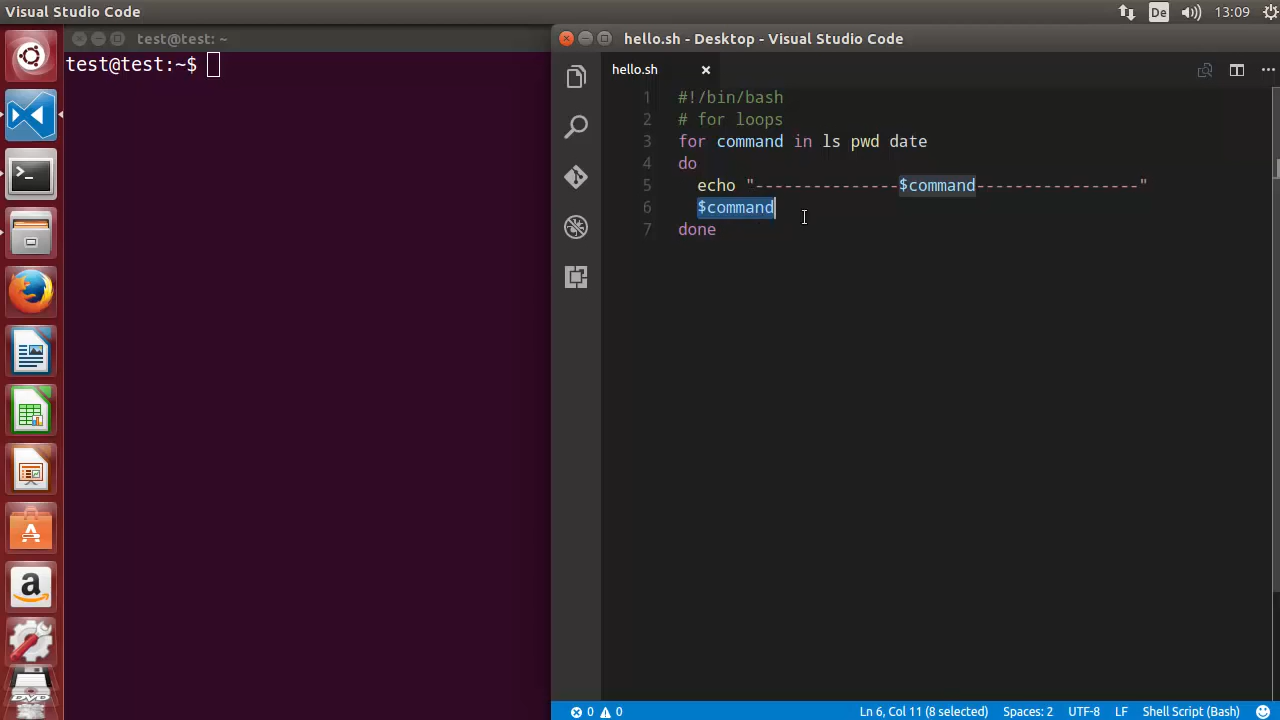 Visual Studio Code
De
13:09
test@test: ~
test@test:~$
hello.sh - Desktop - Visual Studio Code
hello.sh
1 #!/bin/bash
2 # for loops
3 for command in ls pwd date
4 do
5 echo "---------------$command-----------------"
6 $command
7 done
>_
A
a
DVD
0 0
Ln 6, Col 11 (8 selected)
Spaces: 2
UTF-8
LF
Shell Script (Bash)